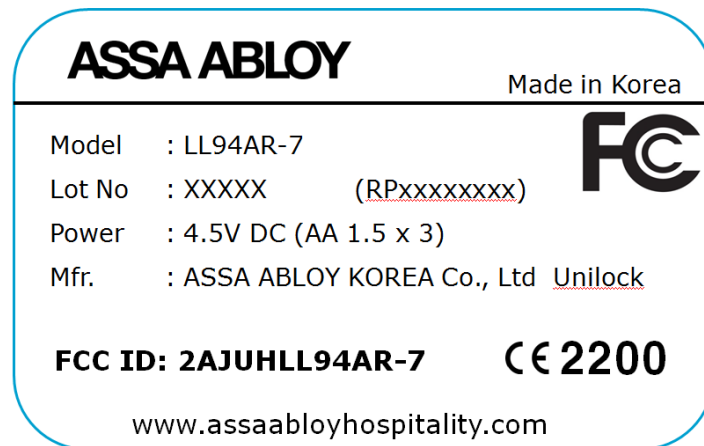 ASSA ABLOY
Made in Korea
FC
Model : LL94AR-7
Lot No : XXXXX (RPxxxxxxxx)
Power : 4.5V DC (AA 1.5 x 3)
Mfr. : ASSA ABLOY KOREA Co., Ltd Unilock
FCC ID: 2AJUHLL94AR-7 CE 2200
www.assaabloyhospitality.com